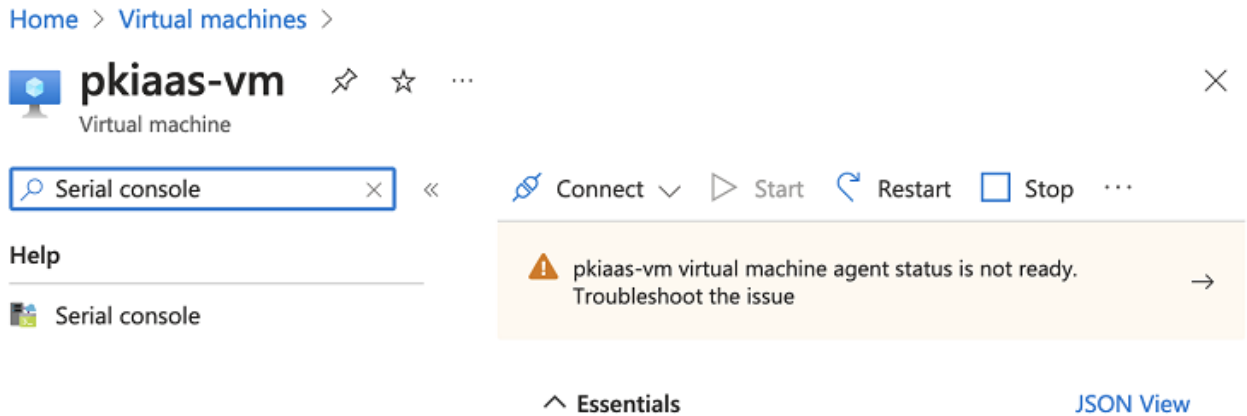 Home > Virtual machines >
pkiaas-vm ...
Virtual machine
Serial console
Connect Start Restart Stop ...
Help
pkiaas-vm virtual machine agent status is not ready.
Troubleshoot the issue
Serial console
Essentials JSON View